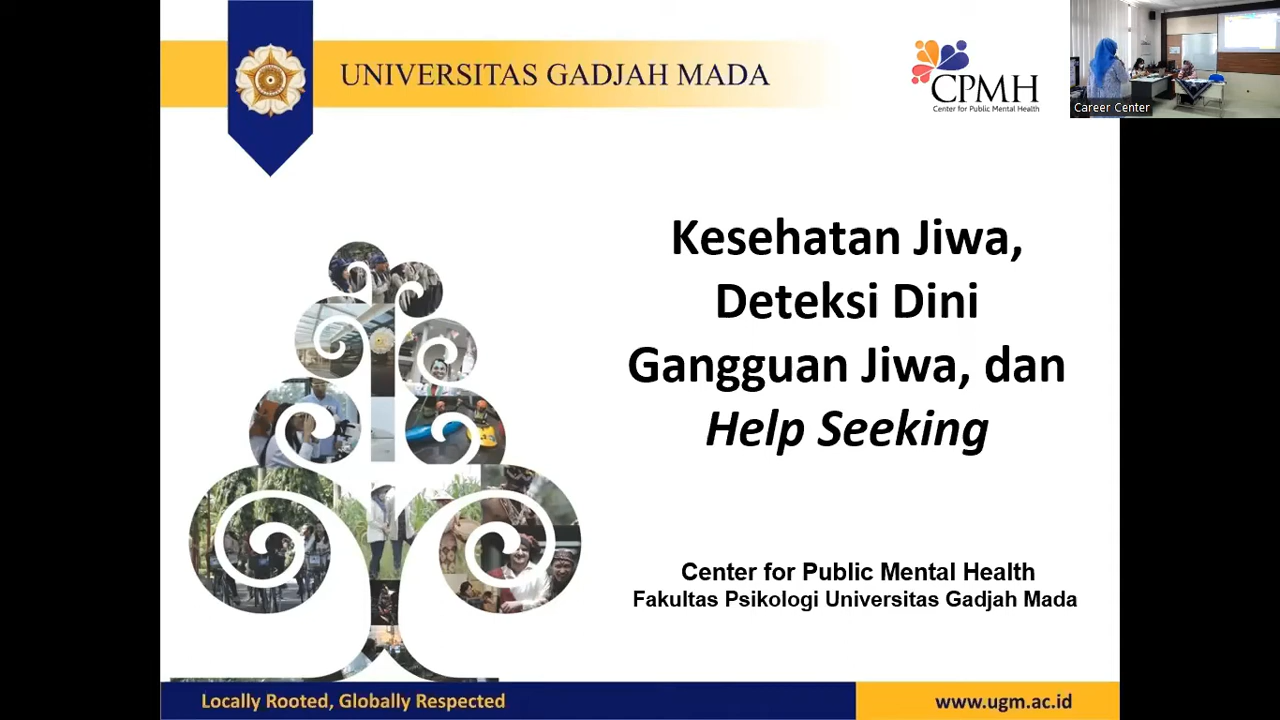 UNIVERSITAS GADJAH MADA
CPMH
Center for Public Mental Health
Career Center
Kesehatan Jiwa,
Deteksi Dini
Gangguan Jiwa, dan
Help Seeking
Center for Public Mental Health
Fakultas Psikologi Universitas Gadjah Mada
Locally Rooted, Globally Respected
www.ugm.ac.id